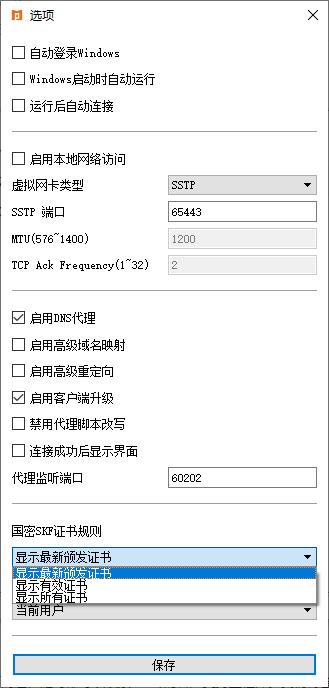 选项
自动登录Windows
Windows启动时自动运行
运行后自动连接
启用本地网络访问
虚拟网卡类型 SSTP
SSTP 端口 65443
MTU(576~1400) 1200
TCP Ack Frequency(1~32) 2
启用DNS代理
启用高级域名映射
启用高级重定向
启用客户端升级
禁用代理脚本改写
连接成功后显示界面
代理监听端口 60202
国密SKF证书规则
显示最新颁发证书
显示最新颁发证书
显示有效证书
显示所有证书
当前用户
保存